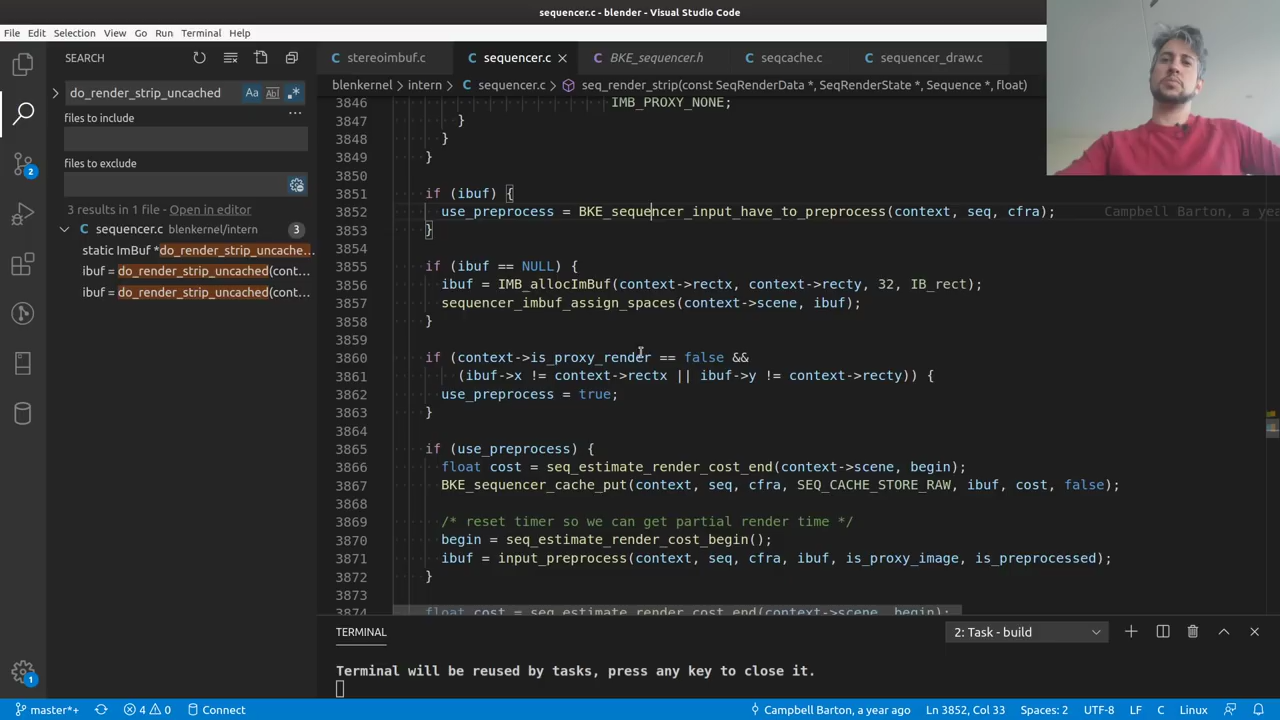 sequencer.c - blender - Visual Studio Code
File Edit Selection View Go Run Terminal Help
SEARCH
do_render_strip_uncached
files to include
files to exclude
3 results in 1 file - Open in editor
sequencer.c blenkernel/intern 3
static ImBuf *do_render_strip_uncache...
ibuf = do_render_strip_uncached(cont...
ibuf = do_render_strip_uncached(cont...
stereoimbuf.c sequencer.c BKE_sequencer.h seqcache.c sequencer_draw.c
blenkernel intern sequencer.c seq_render_strip(const SeqRenderData *, SeqRenderState *, Sequence *, float)
3846 IMB_PROXY_NONE;
3847 }
3848 }
3849 }
3850
3851 if (ibuf) {
3852 use_preprocess = BKE_sequencer_input_have_to_preprocess(context, seq, cfra); Campbell Barton, a ye
3853 }
3854
3855 if (ibuf == NULL) {
3856 ibuf = IMB_allocImBuf(context->rectx, context->recty, 32, IB_rect);
3857 sequencer_imbuf_assign_spaces(context->scene, ibuf);
3858 }
3859
3860 if (context->is_proxy_render == false &&
3861 (ibuf->x != context->rectx || ibuf->y != context->recty)) {
3862 use_preprocess = true;
3863 }
3864
3865 if (use_preprocess) {
3866 float cost = seq_estimate_render_cost_end(context->scene, begin);
3867 BKE_sequencer_cache_put(context, seq, cfra, SEQ_CACHE_STORE_RAW, ibuf, cost, false);
3868
3869 /* reset timer so we can get partial render time */
3870 begin = seq_estimate_render_cost_begin();
3871 ibuf = input_preprocess(context, seq, cfra, ibuf, is_proxy_image, is_preprocessed);
3872 }
3873
3874 float cost = seq_estimate_render_cost_end(context->scene, begin);
TERMINAL
2: Task - build
Terminal will be reused by tasks, press any key to close it.
master*+ 4 0 Connect Campbell Barton, a year ago Ln 3852, Col 33 Spaces: 2 UTF-8 LF C Linux